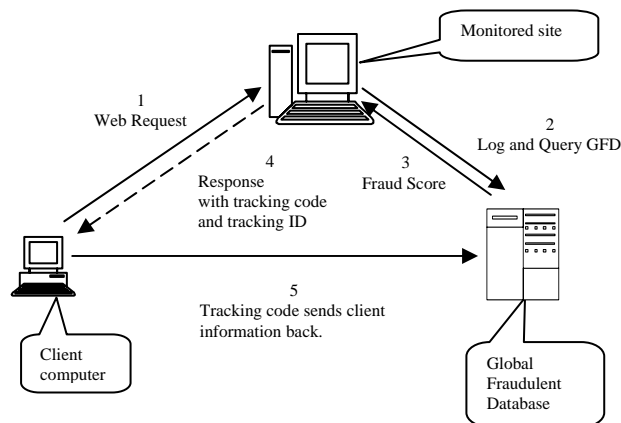 Monitored site
1
Web Request
2
Log and Query GFD
3
Fraud Score
4
Response
with tracking code
and tracking ID
5
Tracking code sends client
information back.
Client
computer
Global
Fraudulent
Database